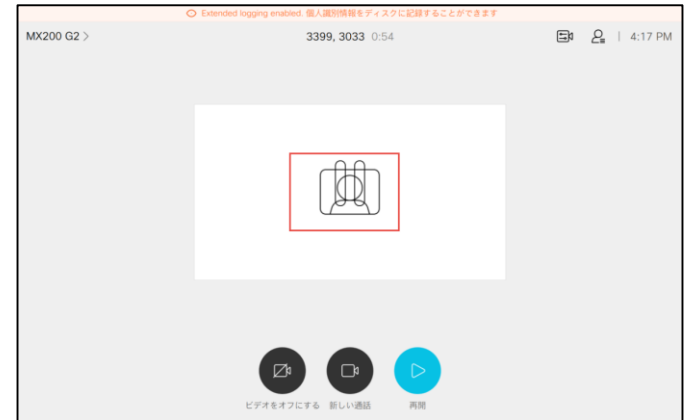 Extended logging enabled. 個人識別情報をディスクに記録することができます
MX200 G2 >
3399, 3033 0:54
4:17 PM
ビデオをオフにする
新しい通話
再開